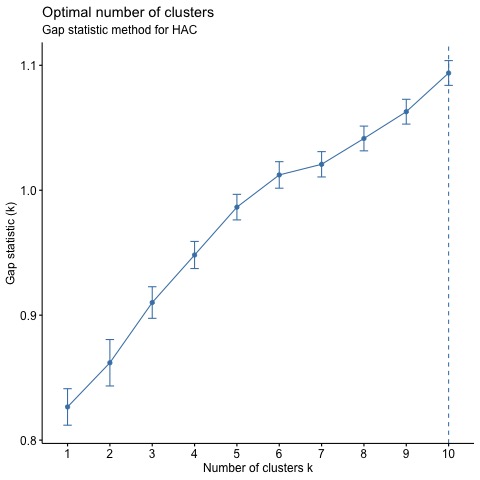 Optimal number of clusters
Gap statistic method for HAC
Gap statistic (k)
1.1
1.0
0.9
0.8
1 2 3 4 5 6 7 8 9 10
Number of clusters k